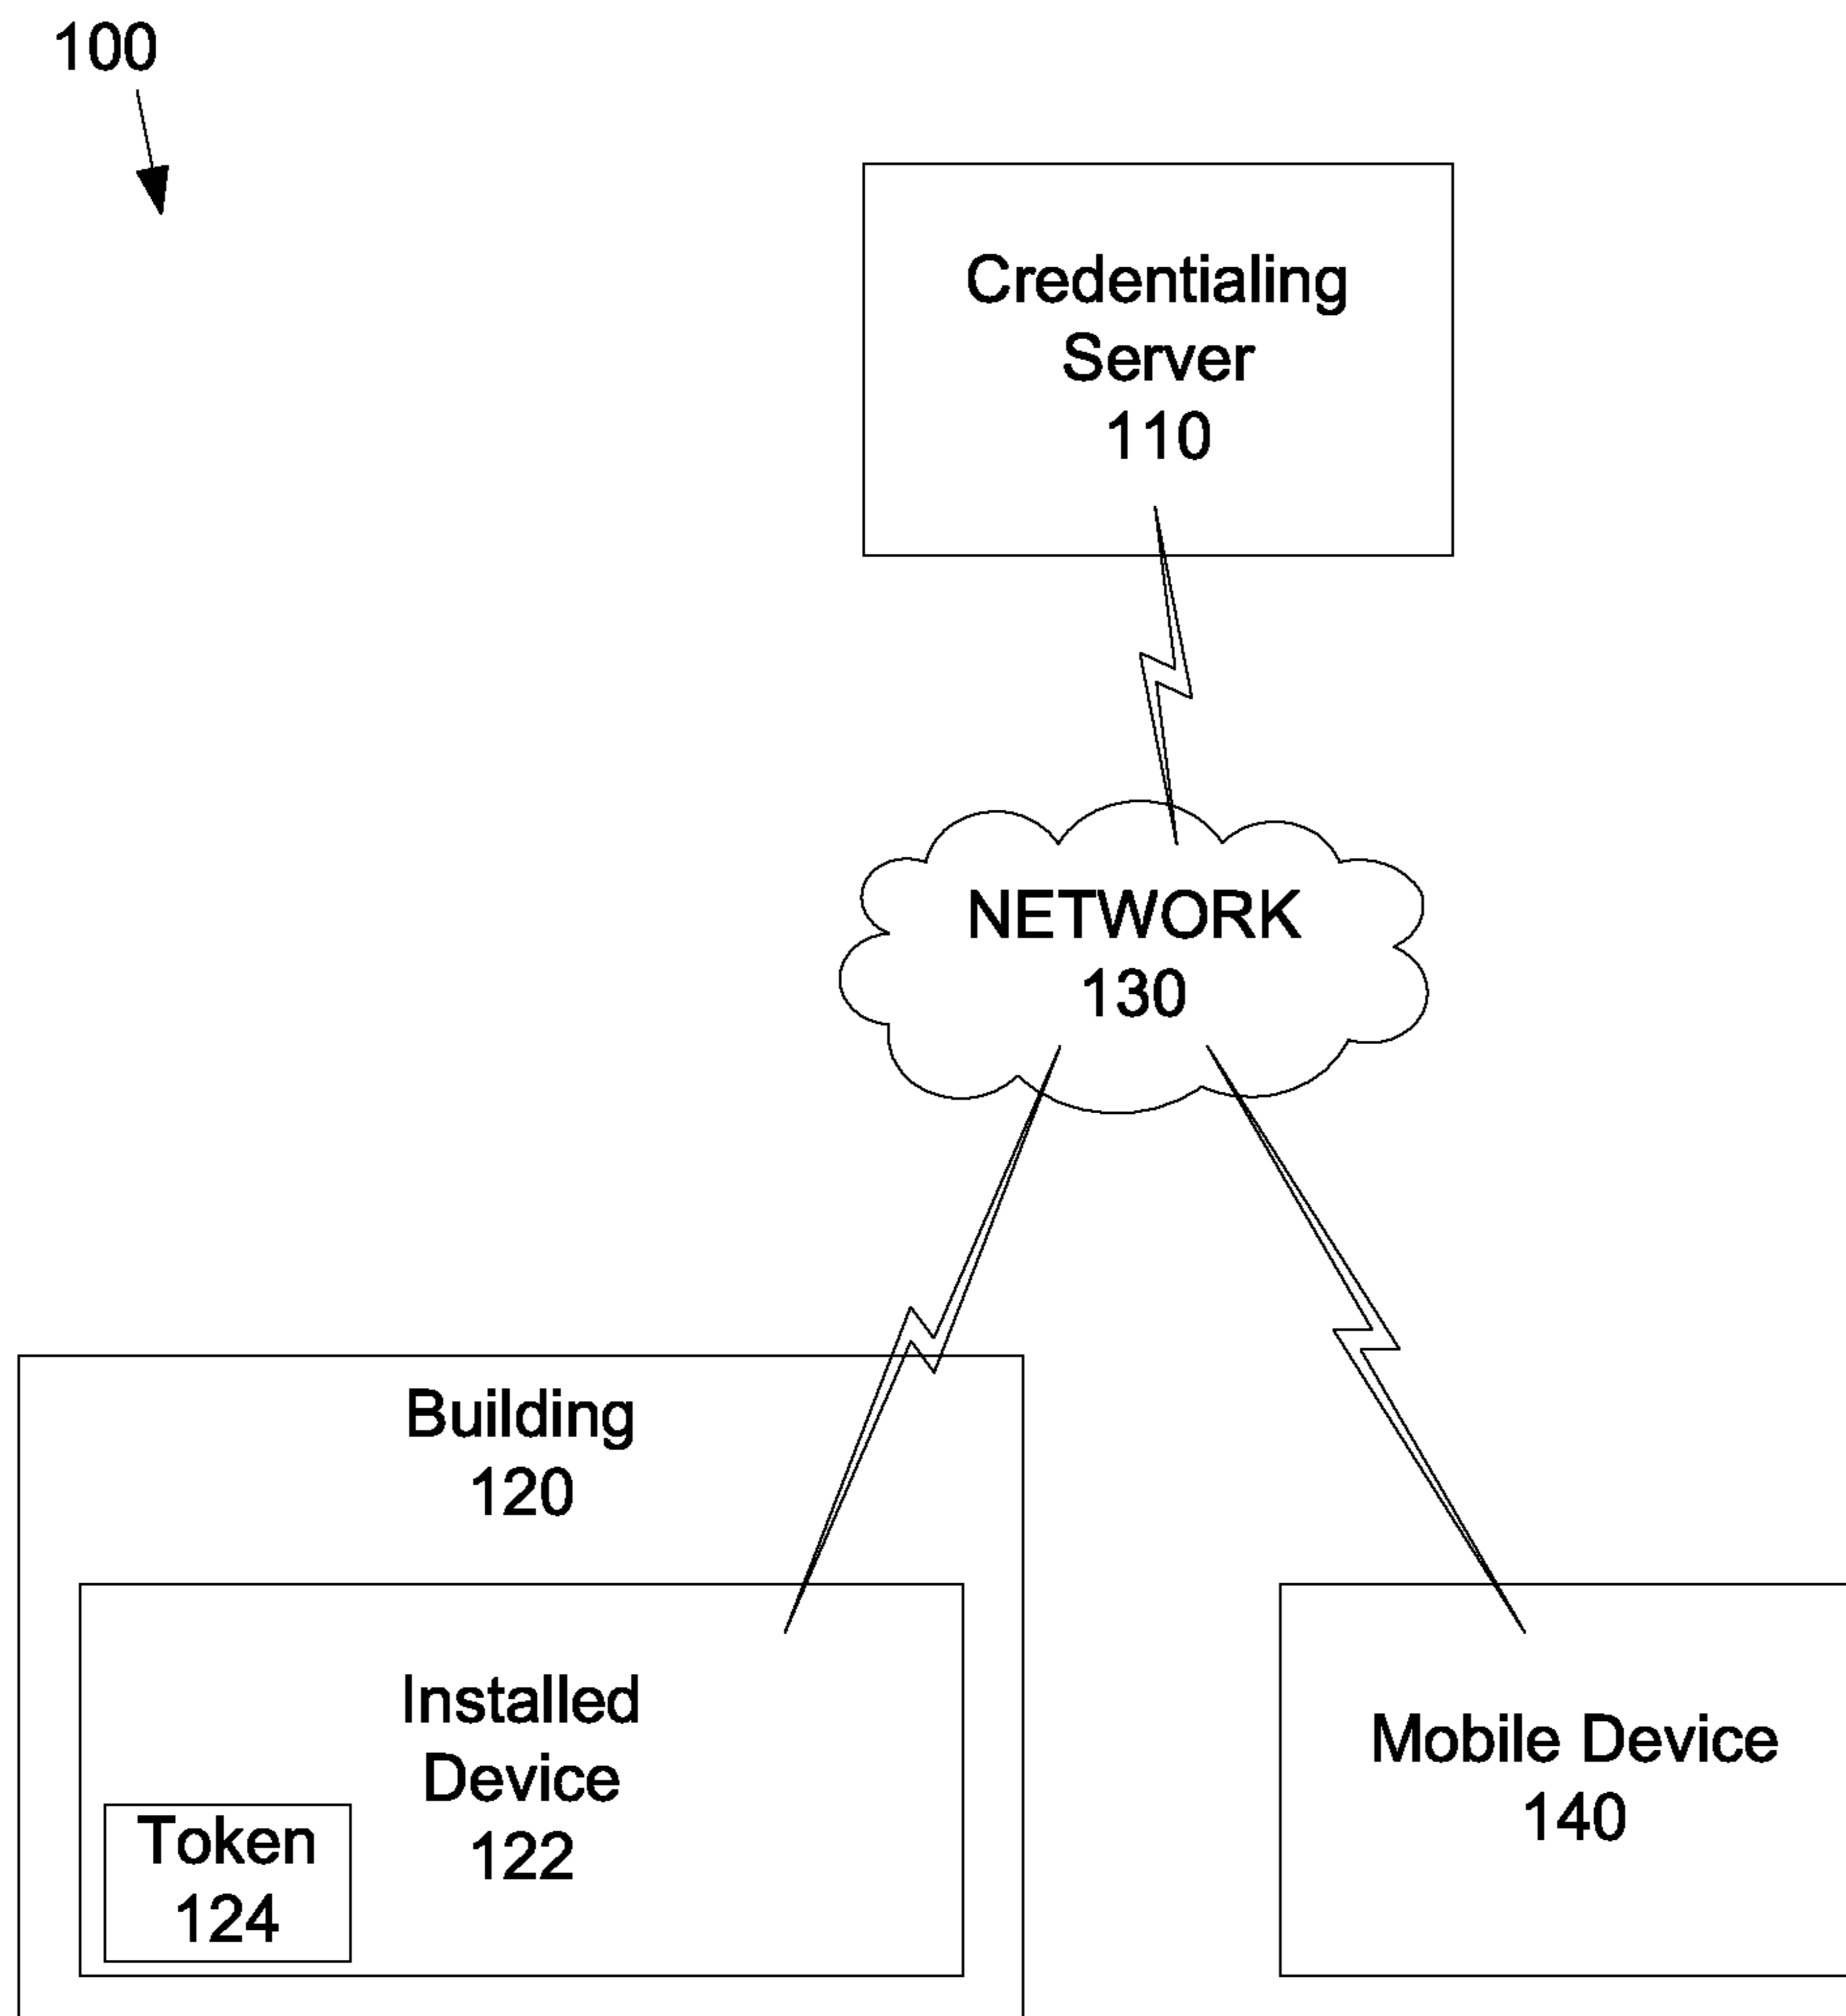 100
Credentialing
Server
110
NETWORK
130
Building
120
Installed
Device
122
Token
124
Mobile Device
140